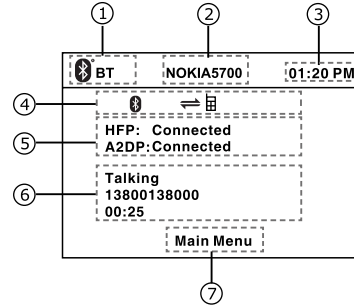 ① ② ③
BT NOKIA5700 01:20 PM
④
⑤ HFP: Connected
A2DP:Connected
⑥ Talking
13800138000
00:25
Main Menu
⑦